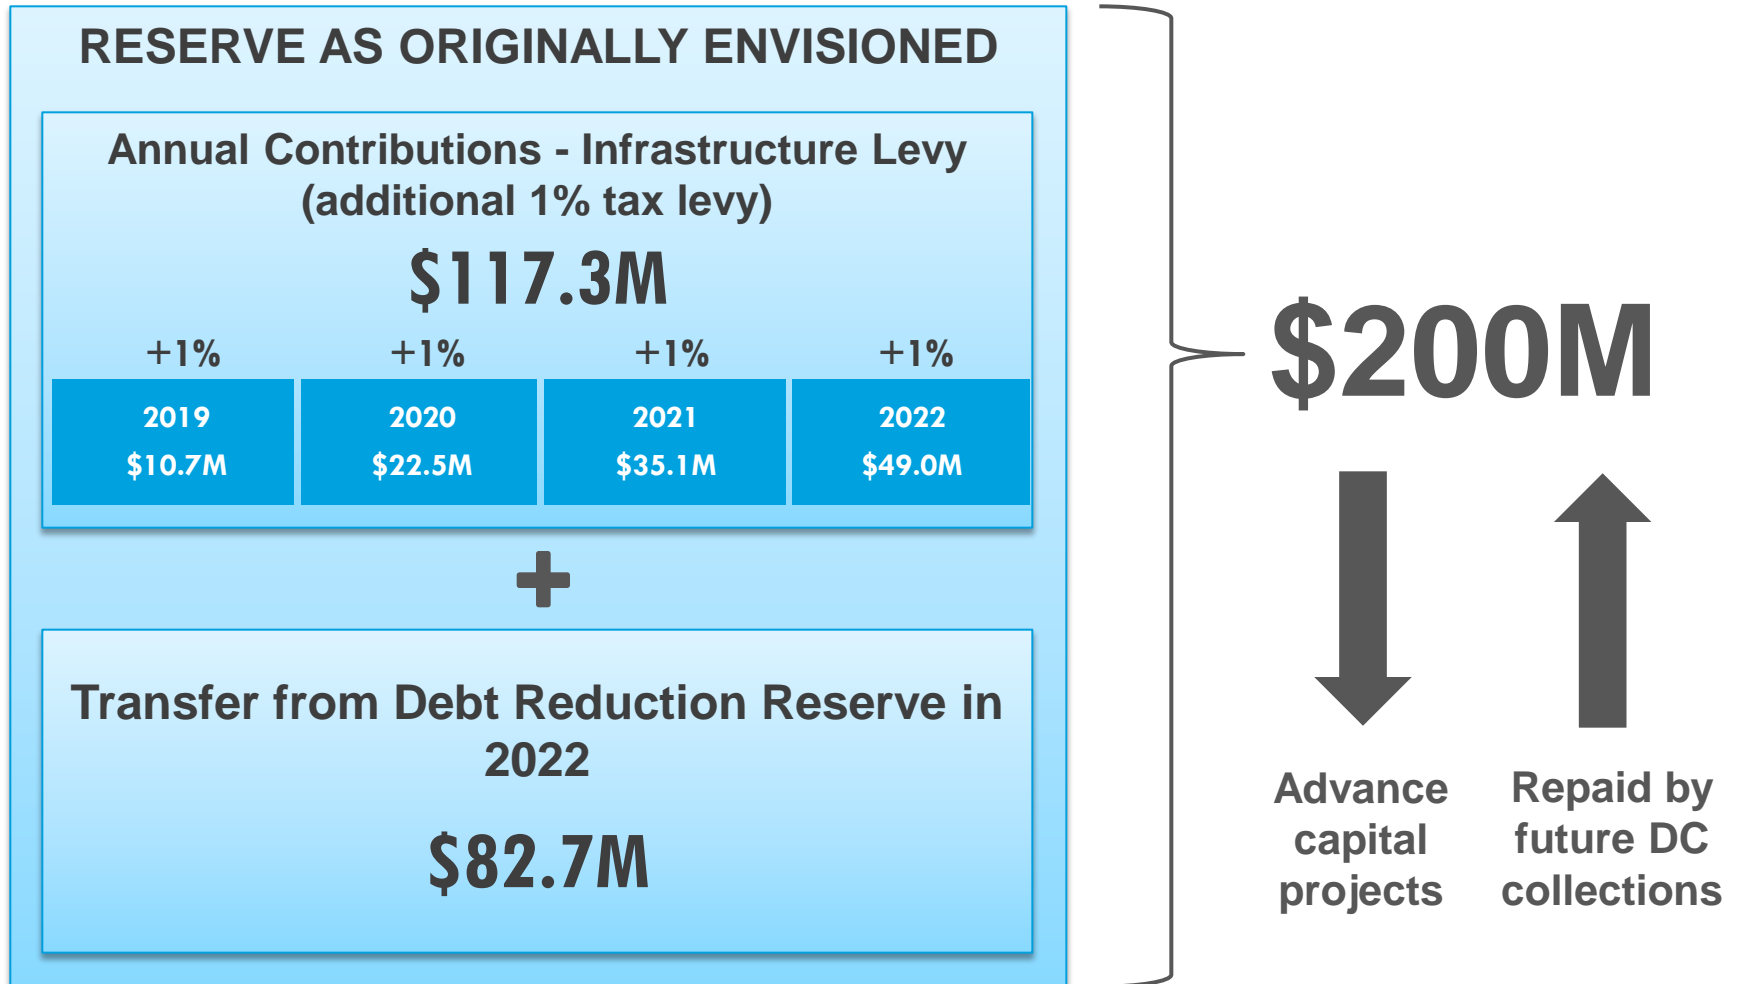 RESERVE AS ORIGINALLY ENVISIONED
Annual Contributions - Infrastructure Levy
(additional 1% tax levy)
$117.3M
+1% +1% +1% +1%
2019 2020 2021 2022
$10.7M $22.5M $35.1M $49.0M
+
Transfer from Debt Reduction Reserve in
2022
$82.7M
$200M
Advance
capital
projects
Repaid by
future DC
collections